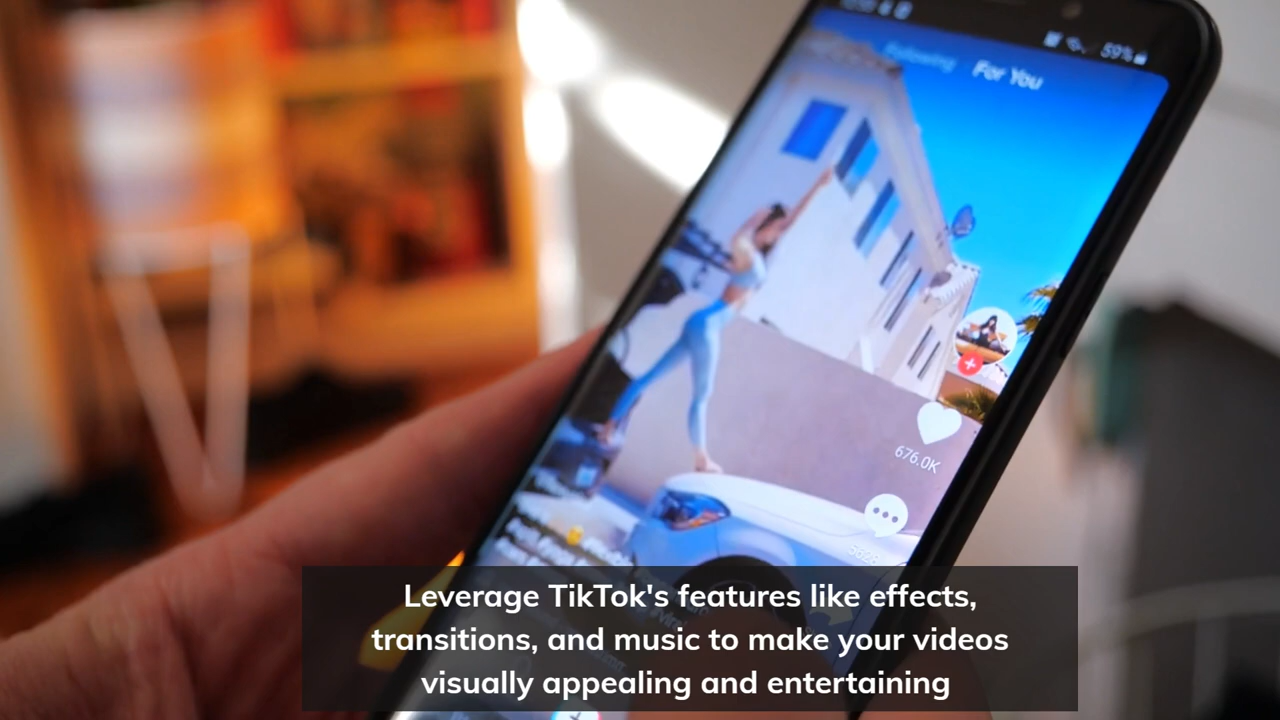 59%
Following
For You
676.0K
Leverage TikTok's features like effects,
transitions, and music to make your videos
visually appealing and entertaining